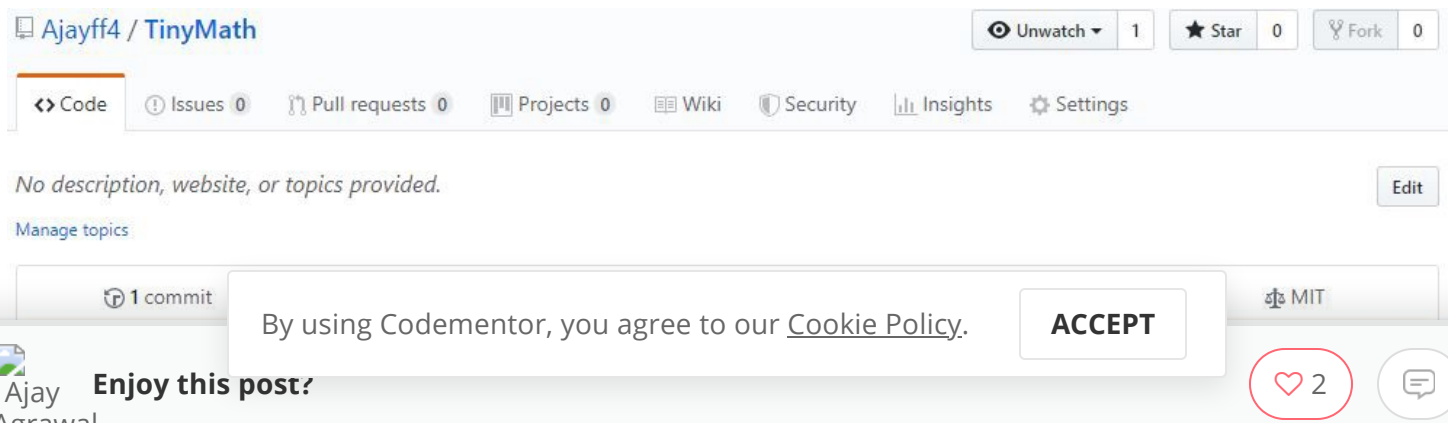 Ajayff4 / TinyMath
Unwatch 1 Star 0 Fork 0
Code Issues 0 Pull requests 0 Projects 0 Wiki Security Insights Settings
No description, website, or topics provided.
Edit
Manage topics
1 commit
MIT
By using Codementor, you agree to our Cookie Policy.
ACCEPT
Ajay
Agrawal
Enjoy this post?
2